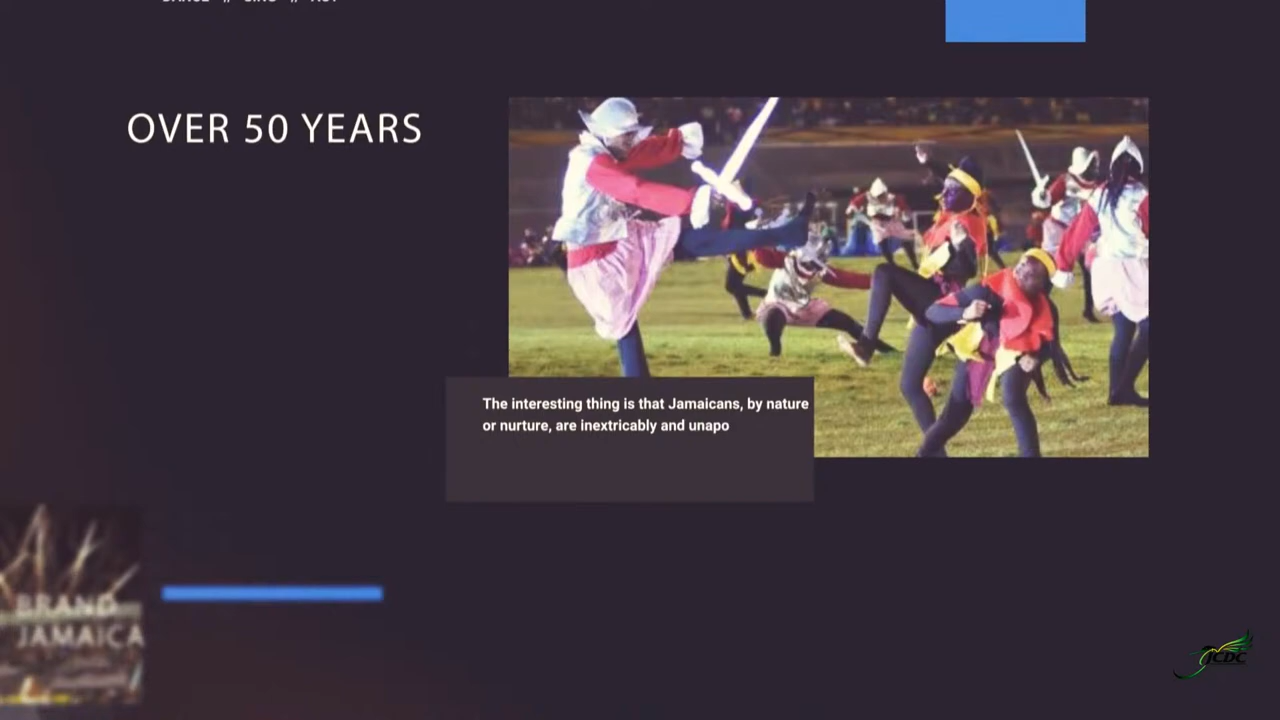 OVER 50 YEARS
The interesting thing is that Jamaicans, by nature
or nurture, are inextricably and unapo
BRAND
JAMAICA
JCDC